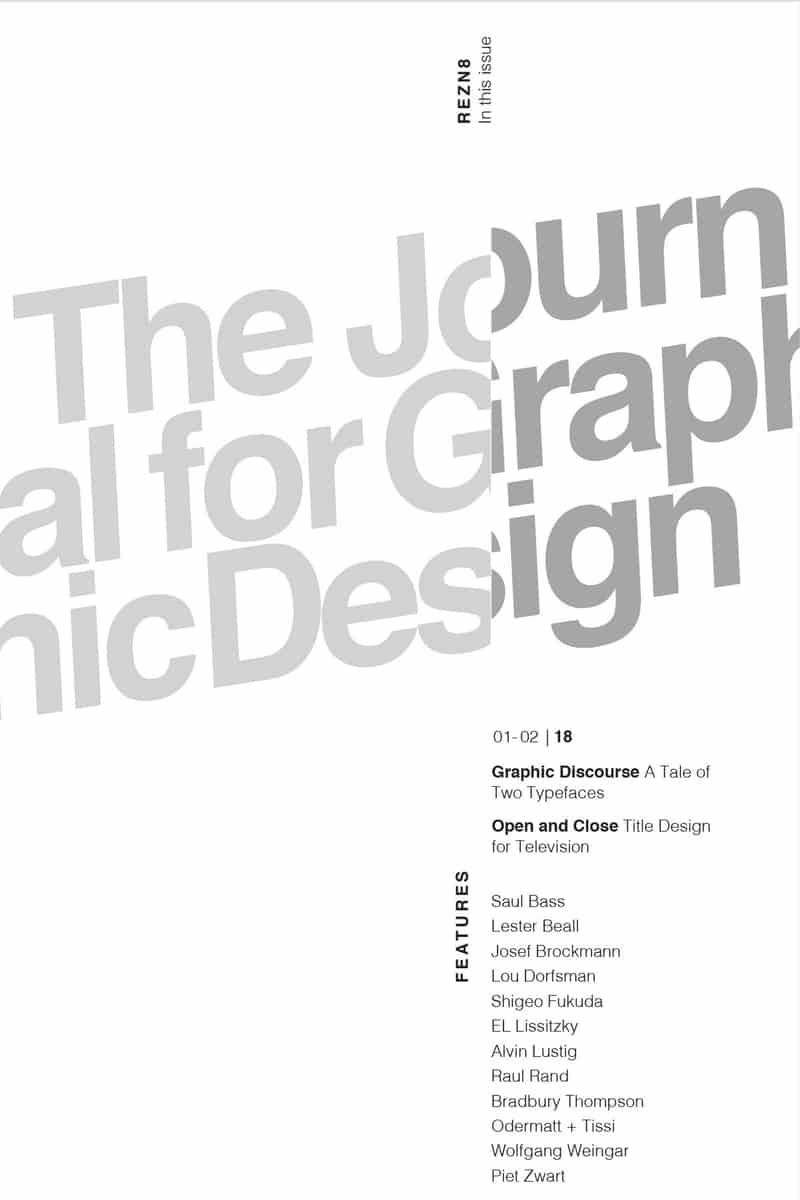 REZN8
In this issue
The Journ
al for Graph
nic Design
01-02 | 18
Graphic Discourse A Tale of
Two Typefaces
Open and Close Title Design
for Television
FEATURES
Saul Bass
Lester Beall
Josef Brockmann
Lou Dorfsman
Shigeo Fukuda
EL Lissitzky
Alvin Lustig
Raul Rand
Bradbury Thompson
Odermatt + Tissi
Wolfgang Weingar
Piet Zwart